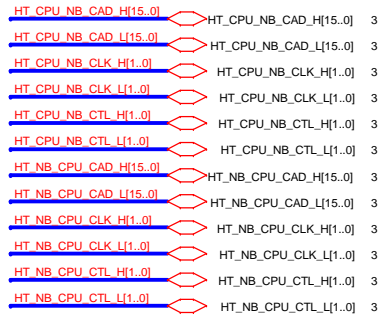 HT_CPU_NB_CAD_H[15..0] HT_CPU_NB_CAD_H[15..0] 3
HT_CPU_NB_CAD_L[15..0] HT_CPU_NB_CAD_L[15..0] 3
HT_CPU_NB_CLK_H[1..0] HT_CPU_NB_CLK_H[1..0] 3
HT_CPU_NB_CLK_L[1..0] HT_CPU_NB_CLK_L[1..0] 3
HT_CPU_NB_CTL_H[1..0] HT_CPU_NB_CTL_H[1..0] 3
HT_CPU_NB_CTL_L[1..0] HT_CPU_NB_CTL_L[1..0] 3
HT_NB_CPU_CAD_H[15..0] HT_NB_CPU_CAD_H[15..0] 3
HT_NB_CPU_CAD_L[15..0] HT_NB_CPU_CAD_L[15..0] 3
HT_NB_CPU_CLK_H[1..0] HT_NB_CPU_CLK_H[1..0] 3
HT_NB_CPU_CLK_L[1..0] HT_NB_CPU_CLK_L[1..0] 3
HT_NB_CPU_CTL_H[1..0] HT_NB_CPU_CTL_H[1..0] 3
HT_NB_CPU_CTL_L[1..0] HT_NB_CPU_CTL_L[1..0] 3